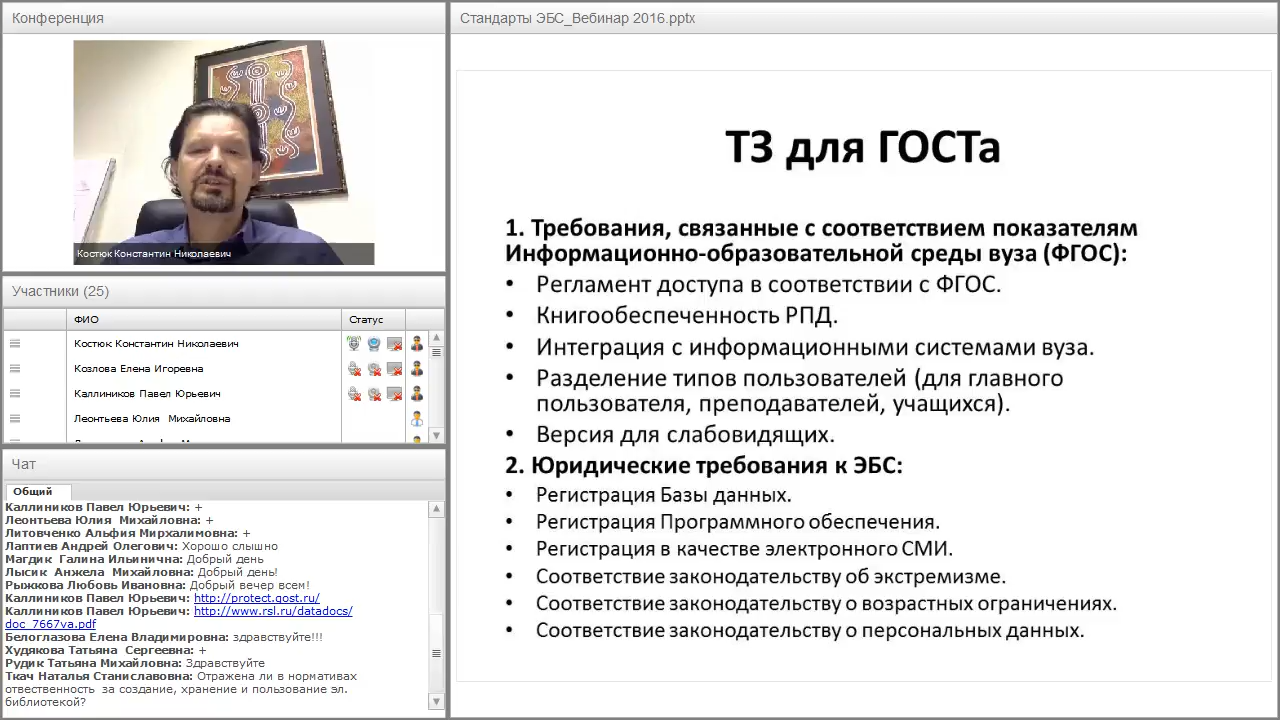 Конференция
Костюк Константин Николаевич
Участники (25)
ФИО
Статус
Костюк Константин Николаевич
Козлова Елена Игоревна
Каллиников Павел Юрьевич
Леонтьева Юлия Михайловна
Чат
Общий
Каллиников Павел Юрьевич: +
Леонтьева Юлия Михайловна: +
Литовченко Альфия Мирхалимовна: +
Лаптиев Андрей Олегович: Хорошо слышно
Магдик Галина Ильинична: Добрый день
Лысик Анжела Михайловна: Добрый день!
Рыжкова Любовь Ивановна: Добрый вечер всем!
Каллиников Павел Юрьевич: http://protect.gost.ru/
Каллиников Павел Юрьевич: http://www.rsl.ru/datadocs/
doc_7667va.pdf
Белоглазова Елена Владимировна: здравствуйте!!!
Худякова Татьяна Сергеевна: +
Рудик Татьяна Михайловна: Здравствуйте
Ткач Наталья Станиславовна: Отражена ли в нормативах
отвественность за создание, хранение и пользование эл.
библиотекой?
Стандарты ЭБС_Вебинар 2016.pptx
ТЗ для ГОСТа
1. Требования, связанные с соответствием показателям
Информационно-образовательной среды вуза (ФГОС):
• Регламент доступа в соответствии с ФГОС.
• Книгообеспеченность РПД.
• Интеграция с информационными системами вуза.
• Разделение типов пользователей (для главного
пользователя, преподавателей, учащихся).
• Версия для слабовидящих.
2. Юридические требования к ЭБС:
• Регистрация Базы данных.
• Регистрация Программного обеспечения.
• Регистрация в качестве электронного СМИ.
• Соответствие законодательству об экстремизме.
• Соответствие законодательству о возрастных ограничениях.
• Соответствие законодательству о персональных данных.